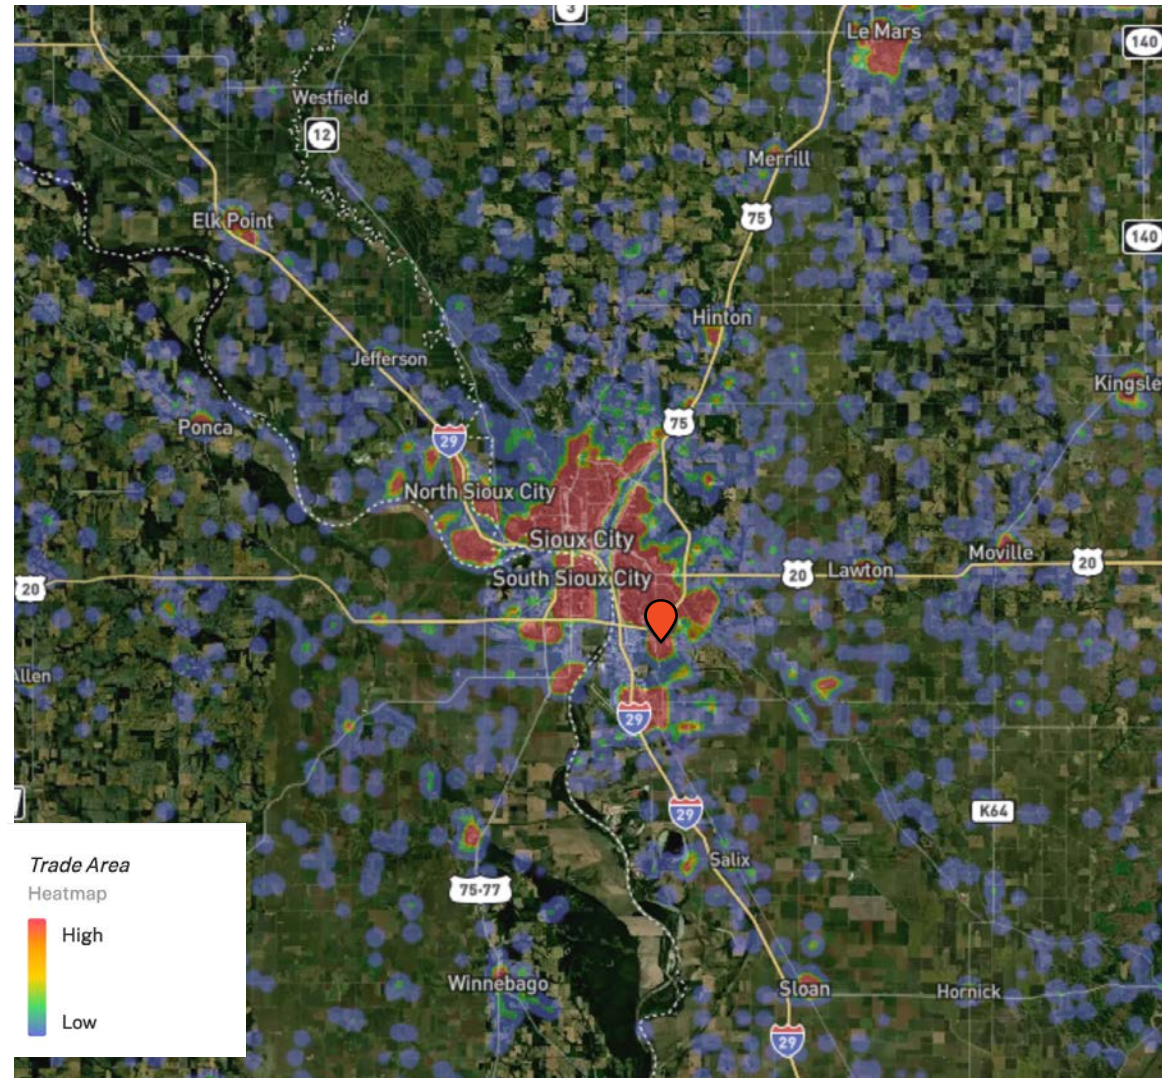 3
Le Mars
140
Westfield
12
Merrill
75
Elk Point
140
Hinton
Jefferson
Kingsle
Ponca
75
29
North Sioux City
Sioux City
Moville
20
South Sioux City
20
Lawton
20
Allen
29
29
K64
Trade Area
Heatmap
High
Low
Salix
75-77
Winnebago
Sloan
Hornick
29